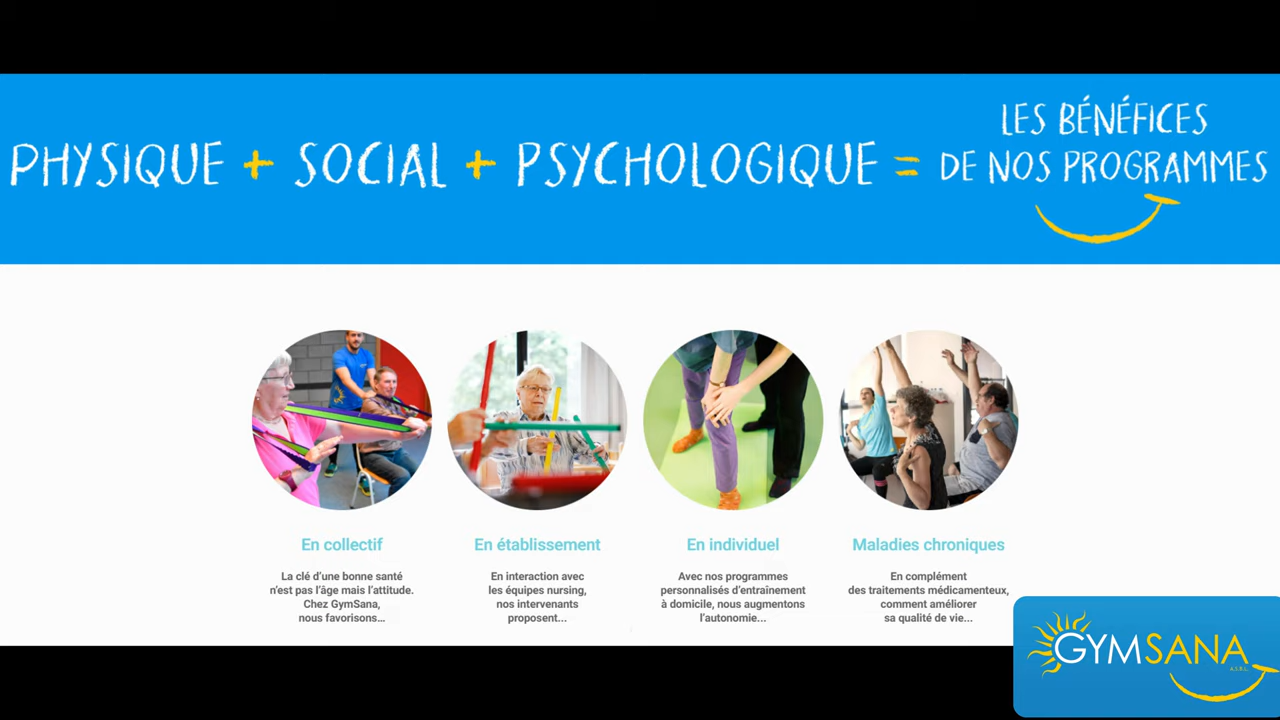 PHYSIQUE + SOCIAL + PSYCHOLOGIQUE =
LES BÉNÉFICES
DE NOS PROGRAMMES
En collectif
La clé d'une bonne santé
n'est pas l'âge mais l'attitude.
Chez GymSana,
nous favorisons...
En établissement
En interaction avec
les équipes nursing,
nos intervenants
proposent...
En individuel
Avec nos programmes
personnalisés d'entraînement
à domicile, nous augmentons
l'autonomie...
Maladies chroniques
En complément
des traitements médicamenteux,
comment améliorer
sa qualité de vie...
GYMSANA
A.S.B.L.